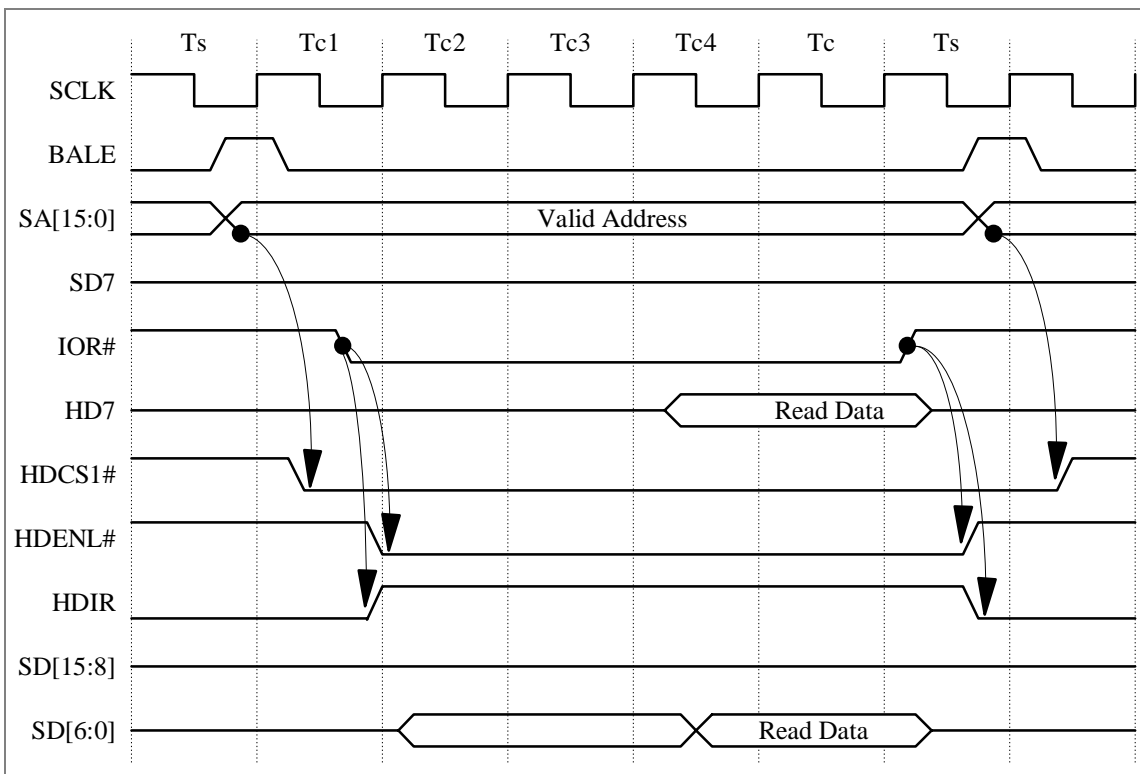 Ts Tc1 Tc2 Tc3 Tc4 Tc Ts
SCLK
BALE
SA[15:0] Valid Address
SD7
IOR#
HD7 Read Data
HDCS1#
HDENL#
HDIR
SD[15:8]
SD[6:0] Read Data